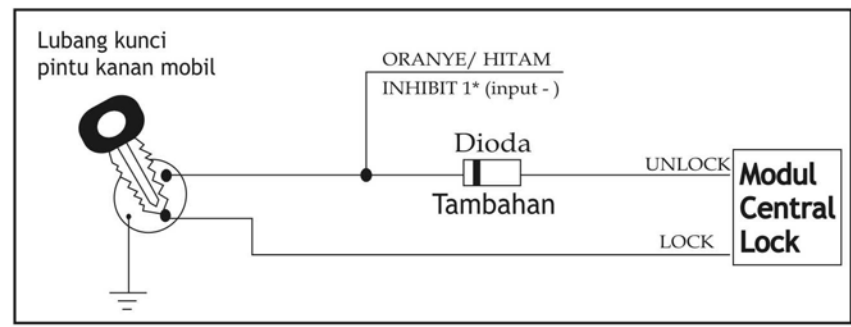 Lubang kunci
pintu kanan mobil
ORANYE/ HITAM
INHIBIT 1* (input - )
Dioda
Tambahan
UNLOCK
LOCK
Modul
Central
Lock